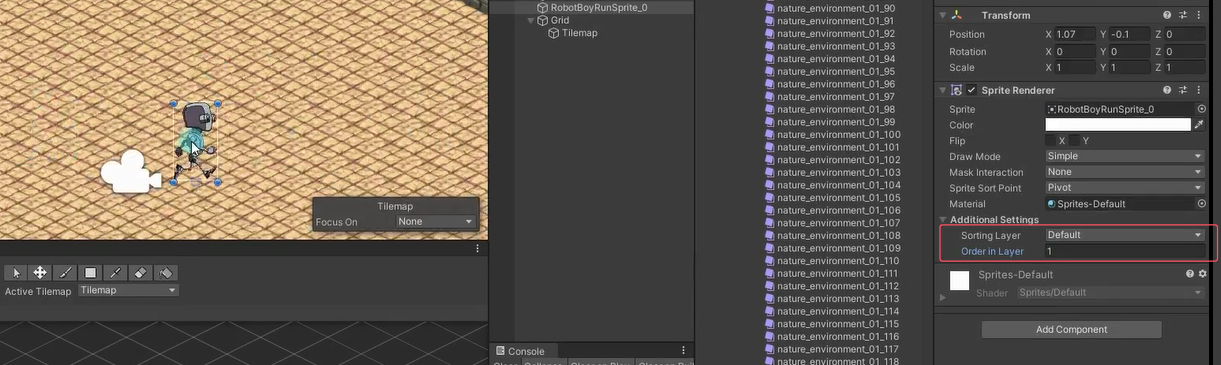 RobotBoyRunSprite_0
Grid
Tilemap
Tilemap
Focus On None
Active Tilemap Tilemap
Console
nature_environment_01_90
nature_environment_01_91
nature_environment_01_92
nature_environment_01_93
nature_environment_01_94
nature_environment_01_95
nature_environment_01_96
nature_environment_01_97
nature_environment_01_98
nature_environment_01_99
nature_environment_01_100
nature_environment_01_101
nature_environment_01_102
nature_environment_01_103
nature_environment_01_104
nature_environment_01_105
nature_environment_01_106
nature_environment_01_107
nature_environment_01_108
nature_environment_01_109
nature_environment_01_110
nature_environment_01_111
nature_environment_01_112
nature_environment_01_113
nature_environment_01_114
nature_environment_01_115
nature_environment_01_116
nature_environment_01_117
nature_environment_01_118
Transform
Position X 1.07 Y -0.1 Z 0
Rotation X 0 Y 0 Z 0
Scale X 1 Y 1 Z 1
Sprite Renderer
Sprite RobotBoyRunSprite_0
Color
Flip X Y
Draw Mode Simple
Mask Interaction None
Sprite Sort Point Pivot
Material Sprites-Default
Additional Settings
Sorting Layer Default
Order in Layer 1
Sprites-Default
Shader Sprites/Default
Add Component